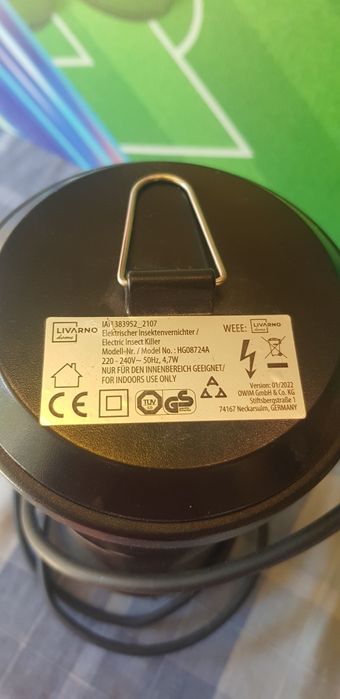 LIVARNO
home
IAN383952_2107
Elektrischer Insektenvernichter /
Electric Insect Killer
Modell-Nr. / Model No.: HG08724A
220 - 240V~ 50Hz, 4,7W
NUR FÜR DEN INNENBEREICH GEEIGNET/
FOR INDOORS USE ONLY
CE
TÜV
GS
WEEE:
LIVARNO
home
Version: 01/2022
OWIM GmbH & Co. KG
Stiftsbergstraße 1
74167 Neckarsulm, GERMANY